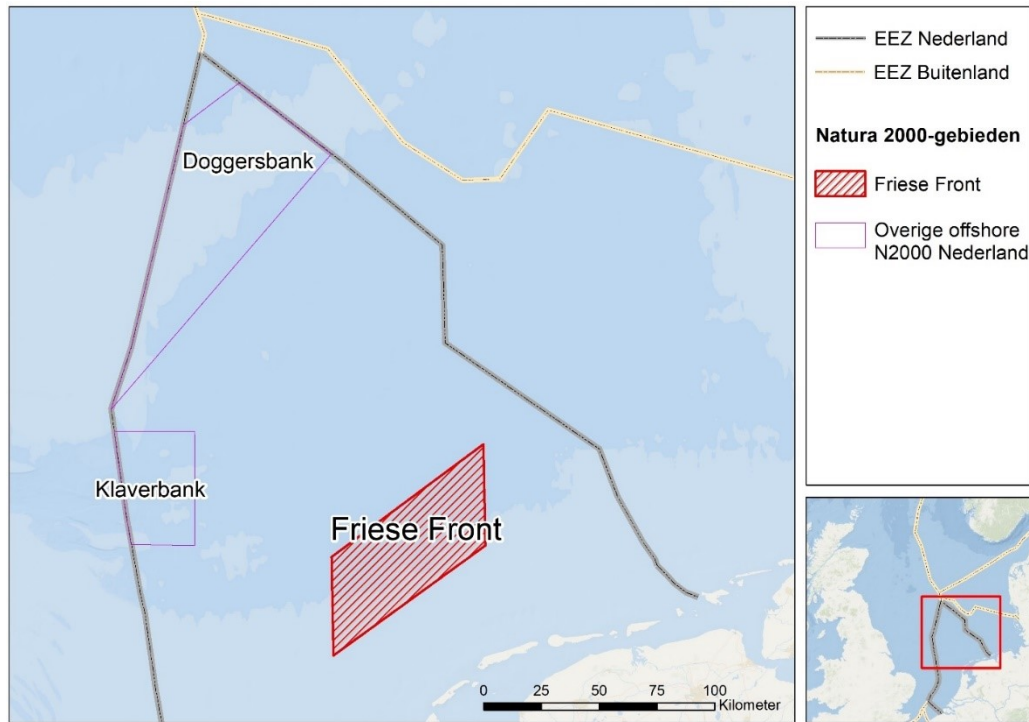 Doggersbank
Klaverbank
Friese Front
0 25 50 75 100
Kilometer
EEZ Nederland
EEZ Buitenland
Natura 2000-gebieden
Friese Front
Overige offshore
N2000 Nederland